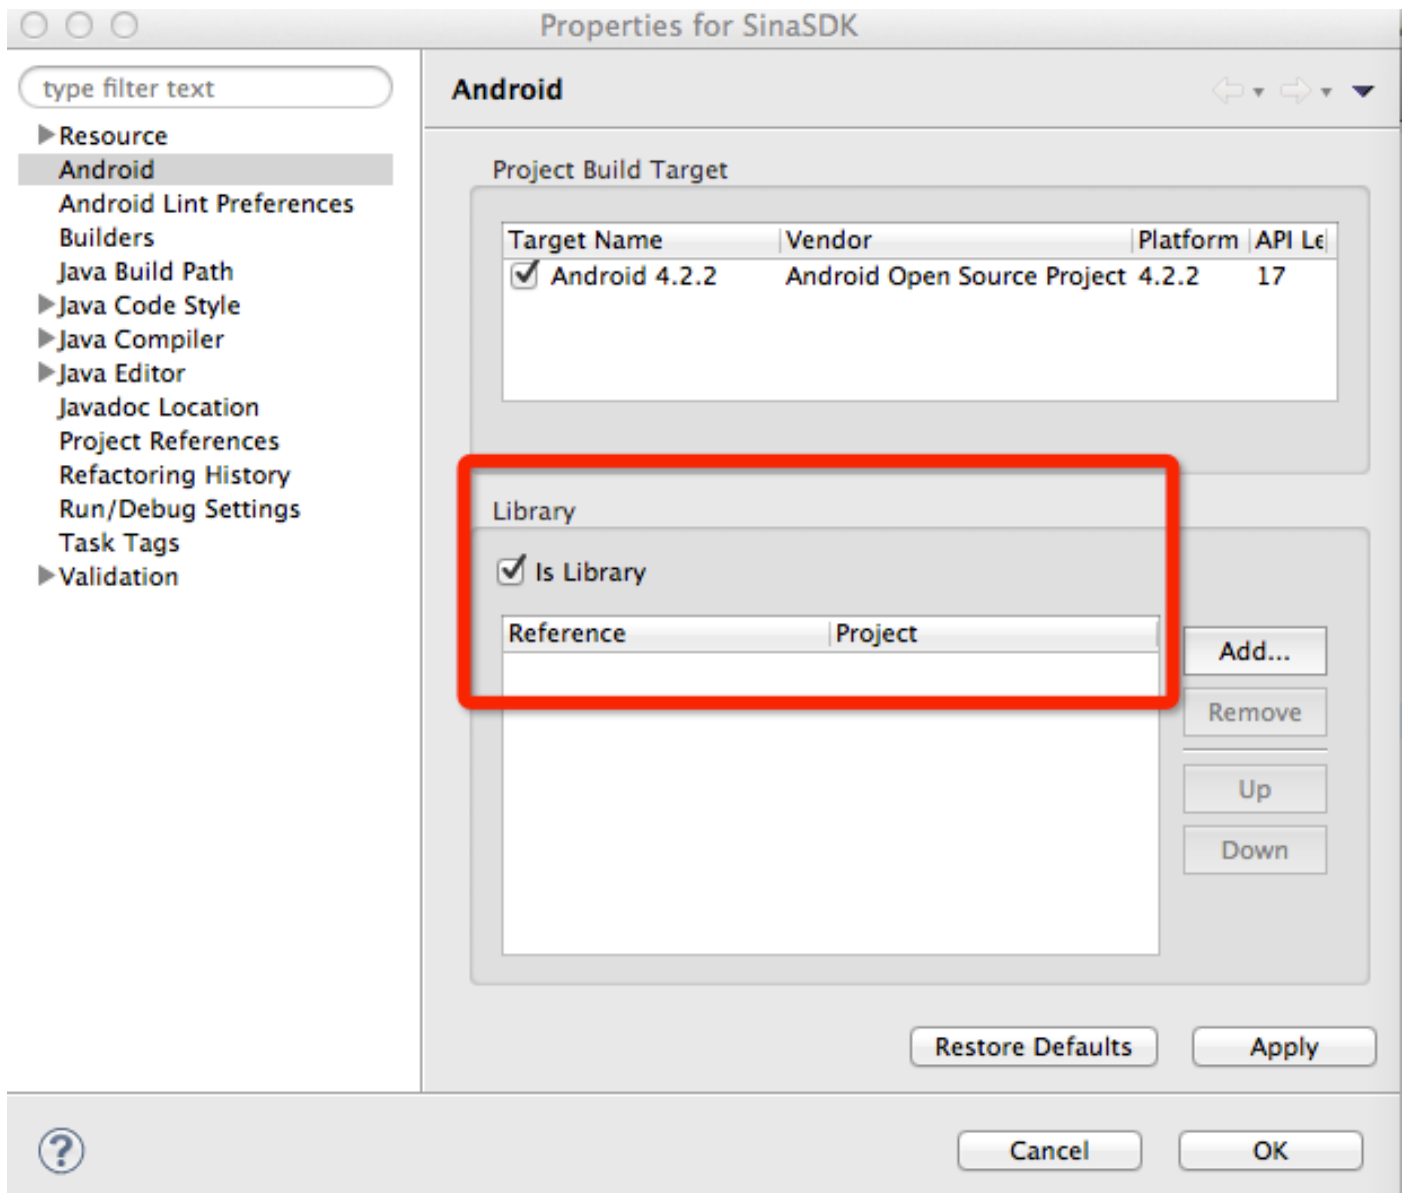 Properties for SinaSDK
type filter text
Resource
Android
Android Lint Preferences
Builders
Java Build Path
Java Code Style
Java Compiler
Java Editor
Javadoc Location
Project References
Refactoring History
Run/Debug Settings
Task Tags
Validation
Android
Project Build Target
Target Name Vendor Platform API Le
Android 4.2.2 Android Open Source Project 4.2.2 17
Library
Is Library
Reference Project
Add...
Remove
Up
Down
Restore Defaults Apply
? Cancel OK